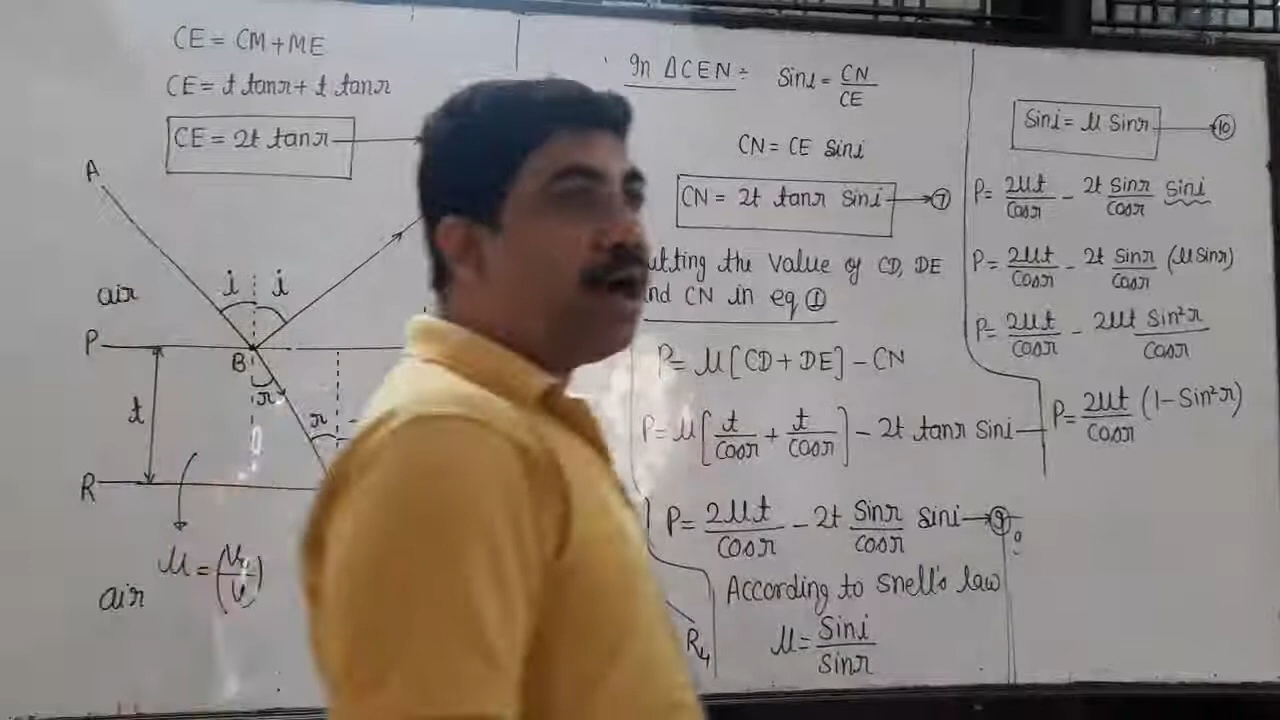 CE = CM + ME
CE = t tanr + t tanr
CE = 2t tanr
A
i i
air
P
B
r
r
t
R
μ =
air
In ΔCEN ÷ Sini = CN/CE
CN = CE Sini
CN = 2t tanr Sini → ⑦
utting the Value of CD, DE
nd CN in eq ①
P = μ[CD + DE] - CN
P = μ[t/cosr + t/cosr] - 2t tanr Sini
P = 2μt/cosr - 2t Sinr/cosr Sini → ⑨
According to Snell's law
μ = Sini/Sinr
R4
Sini = μ Sinr → ⑩
P = 2μt/cosr - 2t Sinr/cosr Sini
P = 2μt/cosr - 2t Sinr/cosr (μ Sinr)
P = 2μt/cosr - 2μt Sin²r/cosr
P = 2μt/cosr (1 - Sin²r)